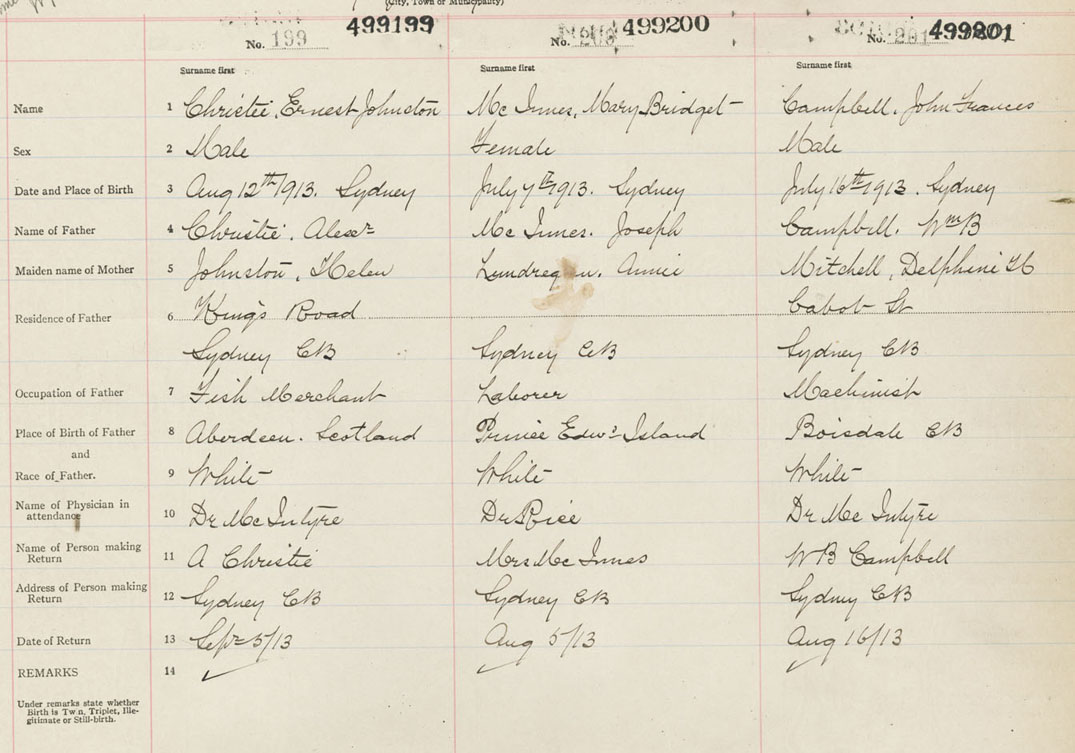 (City, Town or Municipality)
No. 199 499199 No. 499200 No. 201 499201
Surname first Surname first Surname first
Name 1 Christie, Ernest Johnston Mc Innes, Mary Bridget Campbell, John Frances
Sex 2 Male Female Male
Date and Place of Birth 3 Aug 12th 1913. Sydney July 7th 1913. Sydney July 16th 1913. Sydney
Name of Father 4 Christie. Alexr Mc Innes. Joseph Campbell. Wm B
Maiden name of Mother 5 Johnston, Helen Annie Mitchell, Delphine
Residence of Father 6 King's Road Cabot St
Sydney CB Sydney CB Sydney CB
Occupation of Father 7 Fish Merchant Laborer Machinist
Place of Birth of Father 8 Aberdeen. Scotland Prince Edwd Island Boisdale CB
and
Race of Father. 9 White White White
Name of Physician in
attendance 10 Dr McIntyre Dr Rice Dr Mc Intyre
Name of Person making
Return 11 A Christie Mrs Mc Innes W B Campbell
Address of Person making
Return 12 Sydney CB Sydney CB Sydney CB
Date of Return 13 Sept 5/13 Aug 5/13 Aug 16/13
REMARKS 14
Under remarks state whether
Birth is Twn, Triplet, Ille-
gitimate or Still-birth.